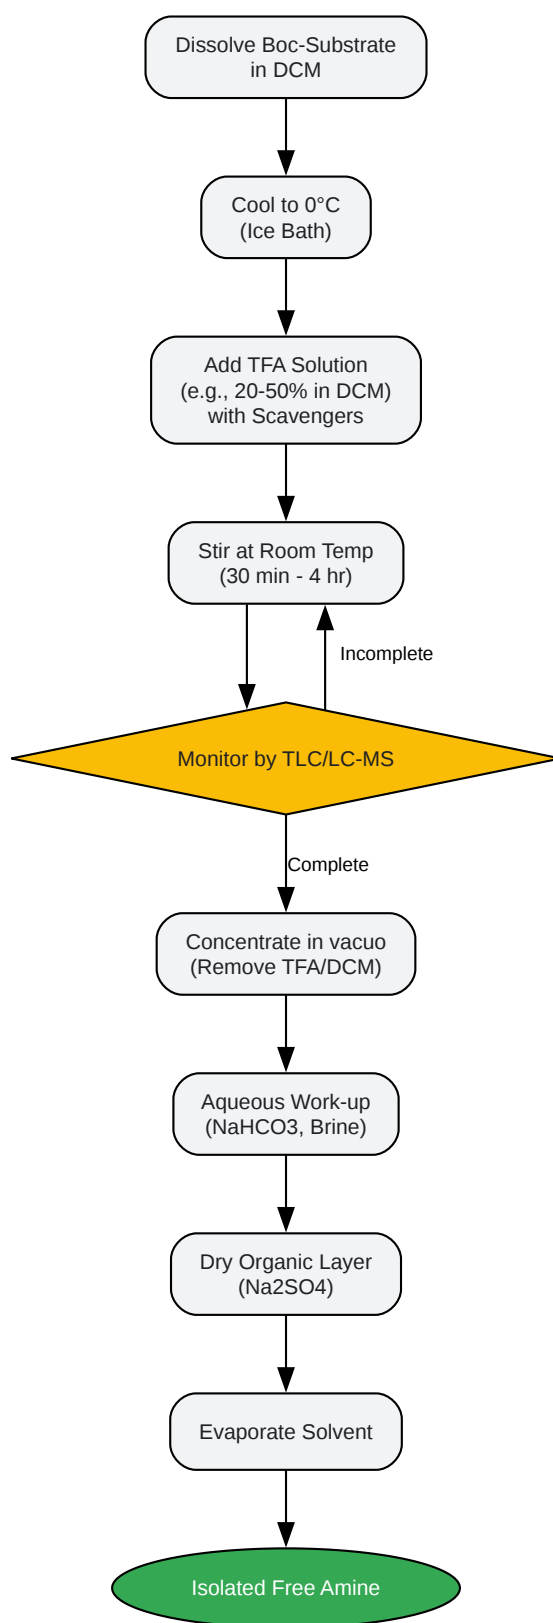 Dissolve Boc-Substrate
in DCM
Cool to 0°C
(Ice Bath)
Add TFA Solution
(e.g., 20-50% in DCM)
with Scavengers
Stir at Room Temp
(30 min - 4 hr)
Incomplete
Monitor by TLC/LC-MS
Complete
Concentrate in vacuo
(Remove TFA/DCM)
Aqueous Work-up
(NaHCO3, Brine)
Dry Organic Layer
(Na2SO4)
Evaporate Solvent
Isolated Free Amine